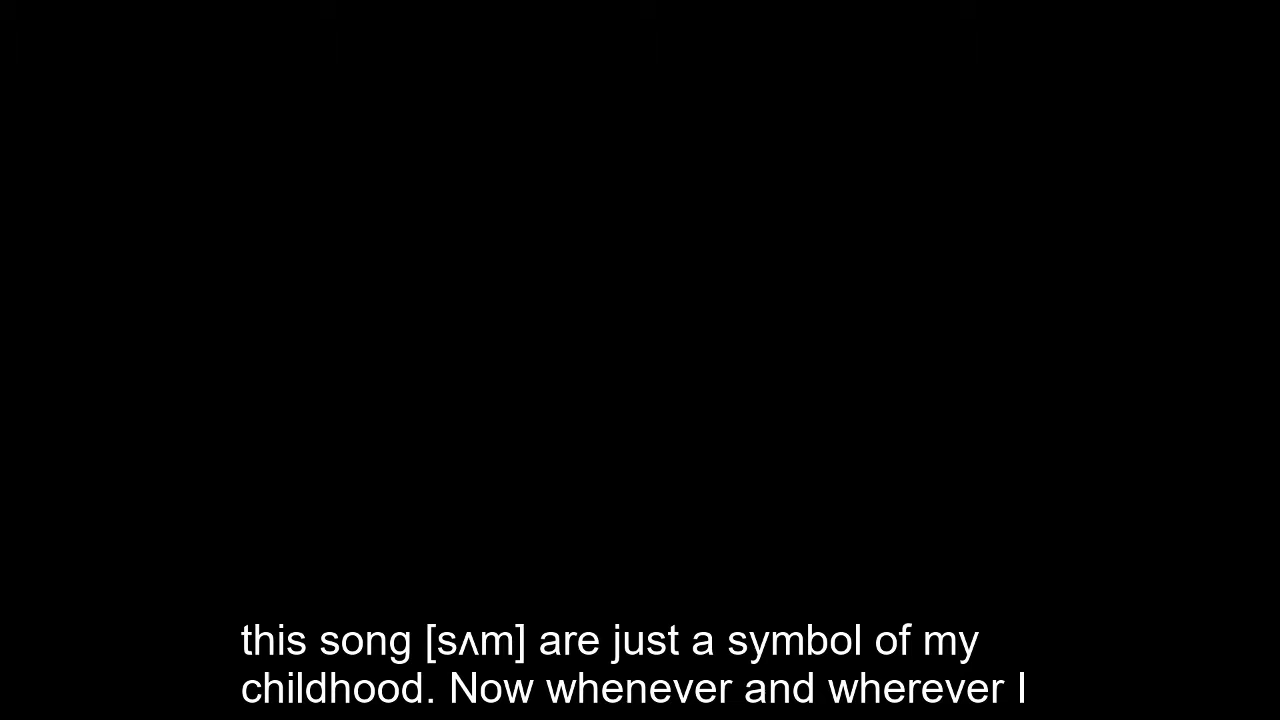 this song [sʌm] are just a symbol of my
childhood. Now whenever and wherever I